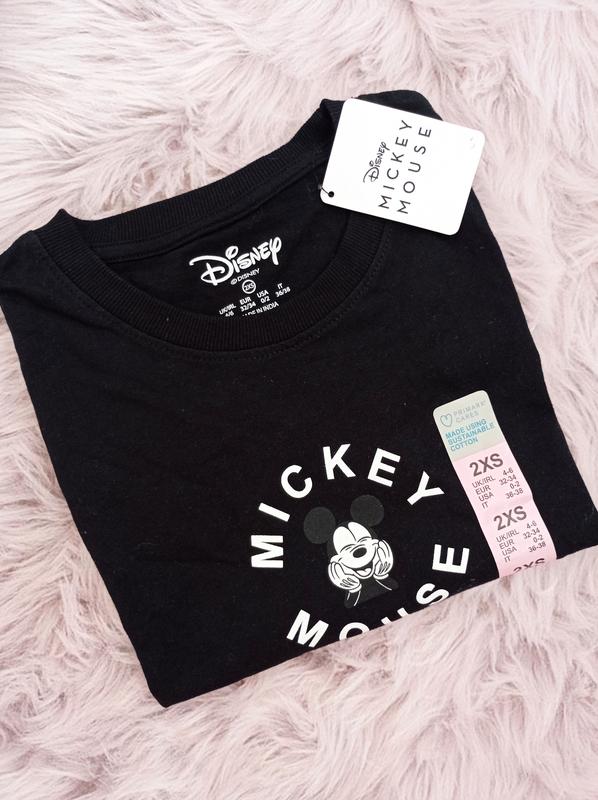 Disney
MICKEY
MOUSE
Disney
© DISNEY
2XS
UK/IRL EUR USA IT
4/6 32/34 0/2 36/38
MADE IN INDIA
PRIMARK
CARES
MADE USING
SUSTAINABLE
COTTON
2XS
UK/IRL 4-6
EUR 32-34
USA 0-2
IT 36-38
2XS
UK/IRL 4-6
EUR 32-34
USA 0-2
IT 36-38
2XS
MICKEY
MOUSE